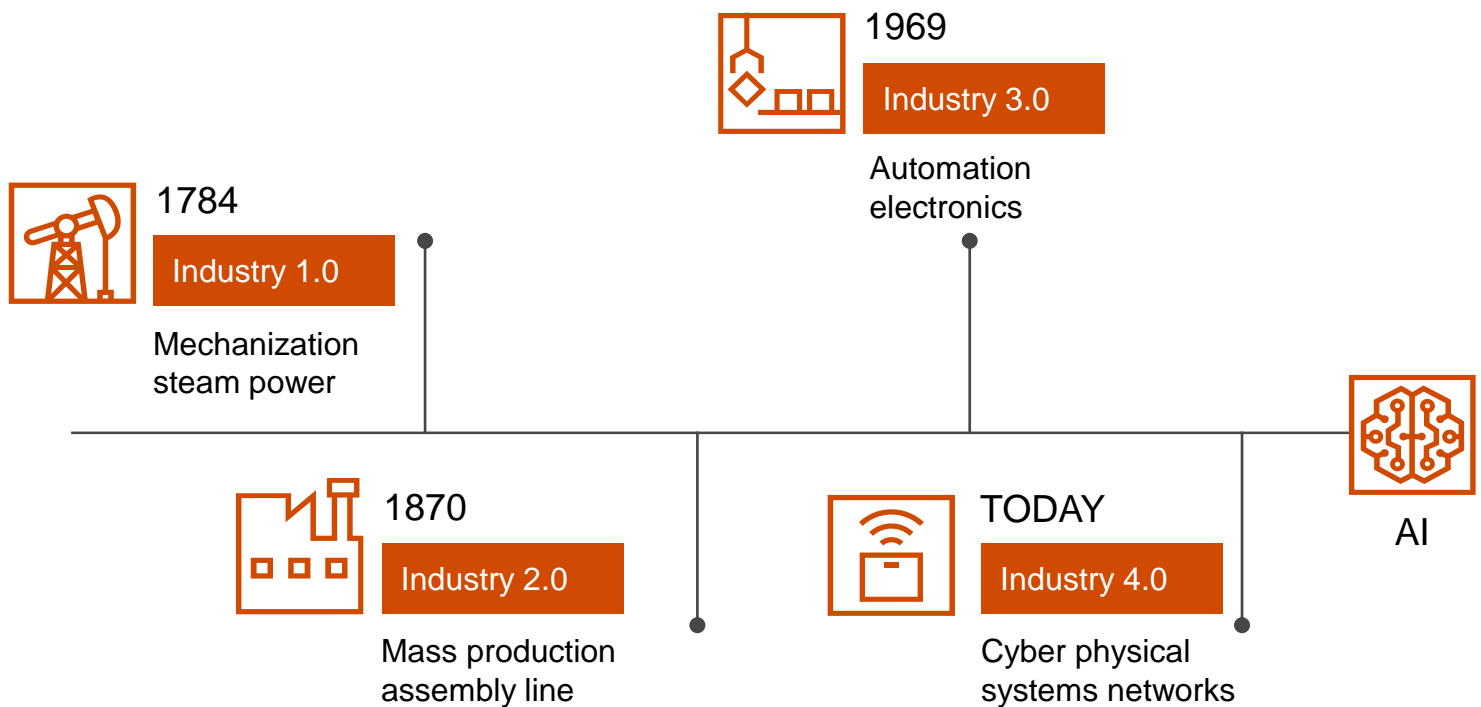 1784
Industry 1.0
Mechanization
steam power
1870
Industry 2.0
Mass production
assembly line
1969
Industry 3.0
Automation
electronics
TODAY
Industry 4.0
Cyber physical
systems networks
AI